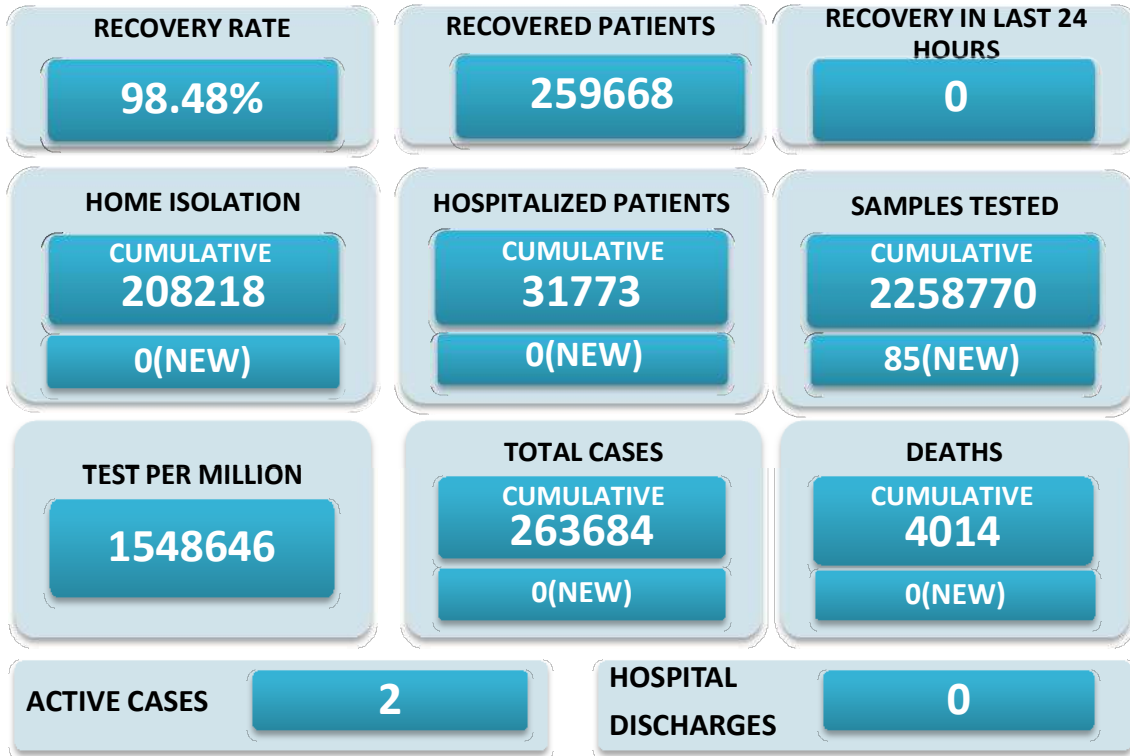 RECOVERY RATE
98.48%
RECOVERED PATIENTS
259668
RECOVERY IN LAST 24
HOURS
0
HOME ISOLATION
CUMULATIVE
208218
0(NEW)
HOSPITALIZED PATIENTS
CUMULATIVE
31773
0(NEW)
SAMPLES TESTED
CUMULATIVE
2258770
85(NEW)
TEST PER MILLION
1548646
TOTAL CASES
CUMULATIVE
263684
0(NEW)
DEATHS
CUMULATIVE
4014
0(NEW)
ACTIVE CASES
2
HOSPITAL
DISCHARGES
0